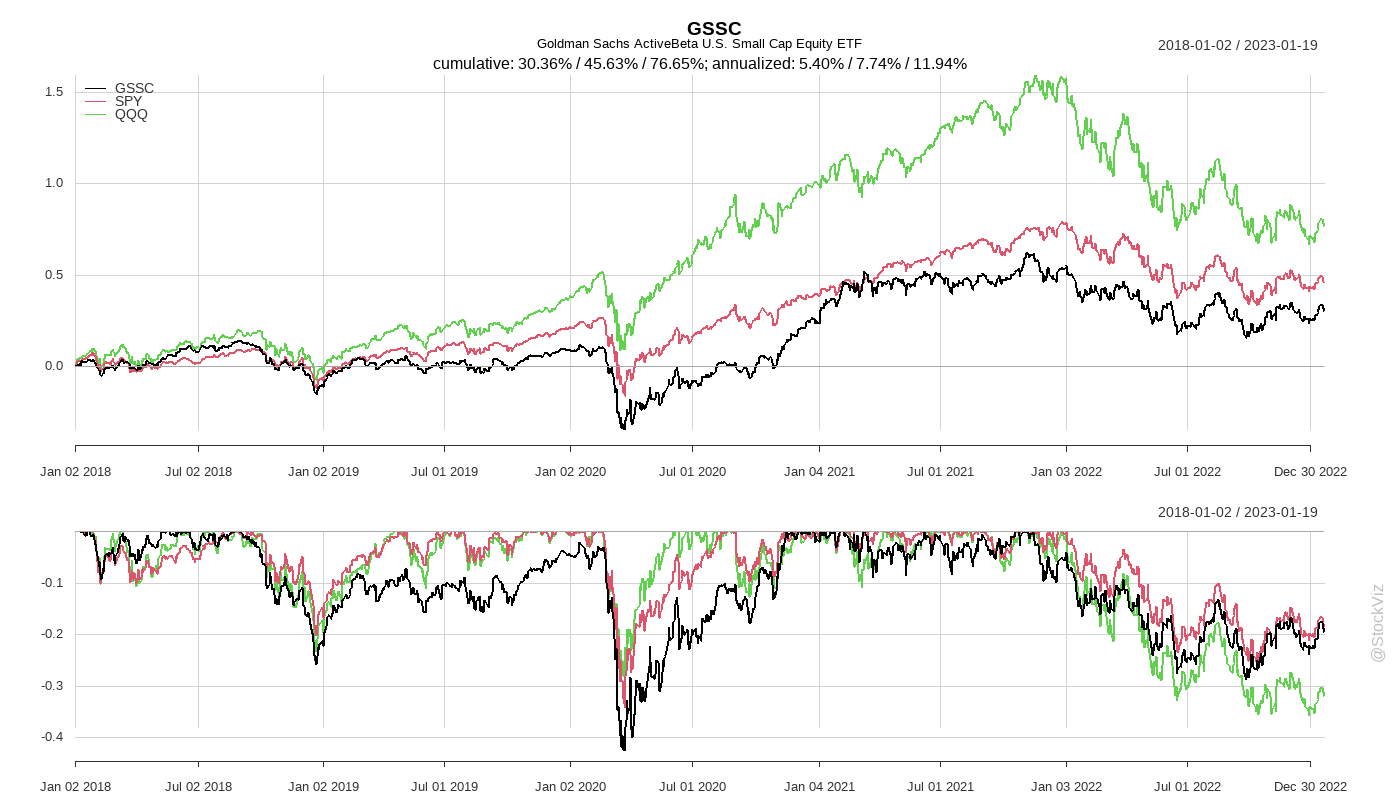 GSSC
Goldman Sachs ActiveBeta U.S. Small Cap Equity ETF
2018-01-02 / 2023-01-19
cumulative: 30.36% / 45.63% / 76.65%; annualized: 5.40% / 7.74% / 11.94%
GSSC
SPY
QQQ
1.5
1.0
0.5
0.0
Jan 02 2018 Jul 02 2018 Jan 02 2019 Jul 01 2019 Jan 02 2020 Jul 01 2020 Jan 04 2021 Jul 01 2021 Jan 03 2022 Jul 01 2022 Dec 30 2022
2018-01-02 / 2023-01-19
-0.1
-0.2
-0.3
-0.4
Jan 02 2018 Jul 02 2018 Jan 02 2019 Jul 01 2019 Jan 02 2020 Jul 01 2020 Jan 04 2021 Jul 01 2021 Jan 03 2022 Jul 01 2022 Dec 30 2022
@StockViz